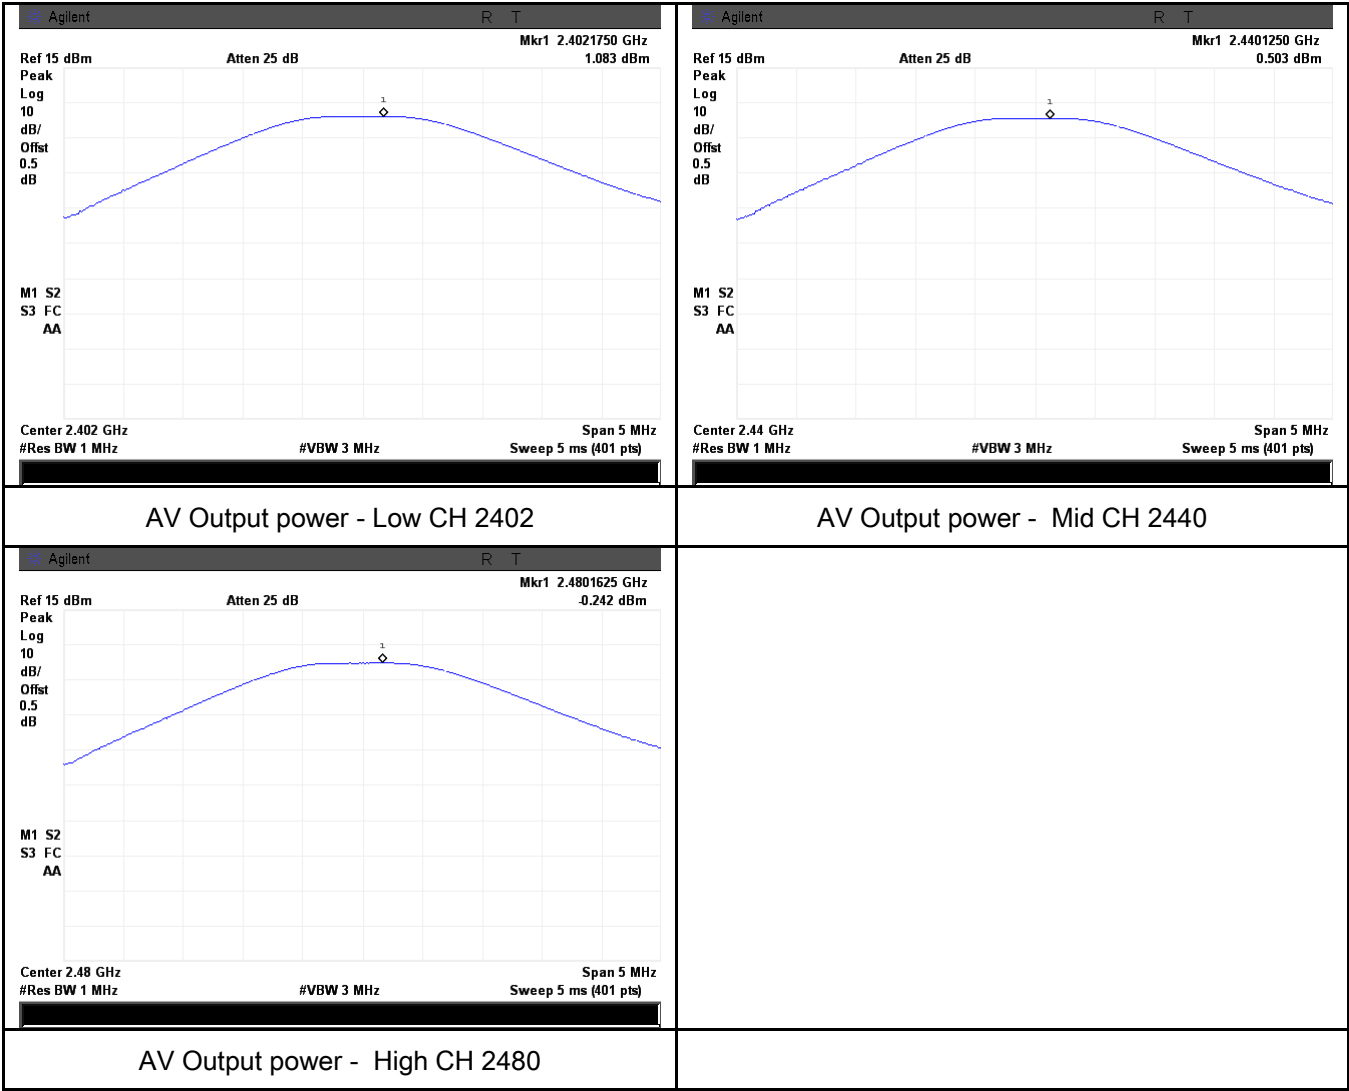 Agilent R T
Mkr1 2.4021750 GHz
Ref 15 dBm Atten 25 dB 1.083 dBm
Peak
Log
10
dB/
Offst
0.5
dB
1
M1 S2
S3 FC
AA
Center 2.402 GHz Span 5 MHz
#Res BW 1 MHz #VBW 3 MHz Sweep 5 ms (401 pts)
AV Output power - Low CH 2402
Agilent R T
Mkr1 2.4401250 GHz
Ref 15 dBm Atten 25 dB 0.503 dBm
Peak
Log
10
dB/
Offst
0.5
dB
1
M1 S2
S3 FC
AA
Center 2.44 GHz Span 5 MHz
#Res BW 1 MHz #VBW 3 MHz Sweep 5 ms (401 pts)
AV Output power - Mid CH 2440
Agilent R T
Mkr1 2.4801625 GHz
Ref 15 dBm Atten 25 dB -0.242 dBm
Peak
Log
10
dB/
Offst
0.5
dB
1
M1 S2
S3 FC
AA
Center 2.48 GHz Span 5 MHz
#Res BW 1 MHz #VBW 3 MHz Sweep 5 ms (401 pts)
AV Output power - High CH 2480